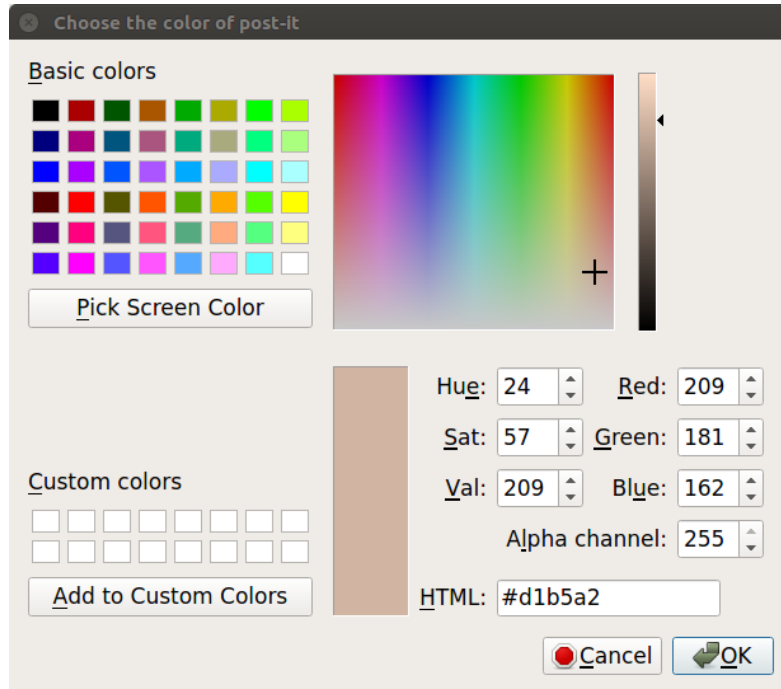 Choose the color of post-it
Basic colors
Pick Screen Color
Hue: 24 Red: 209
Sat: 57 Green: 181
Custom colors
Val: 209 Blue: 162
Alpha channel: 255
Add to Custom Colors
HTML: #d1b5a2
Cancel OK